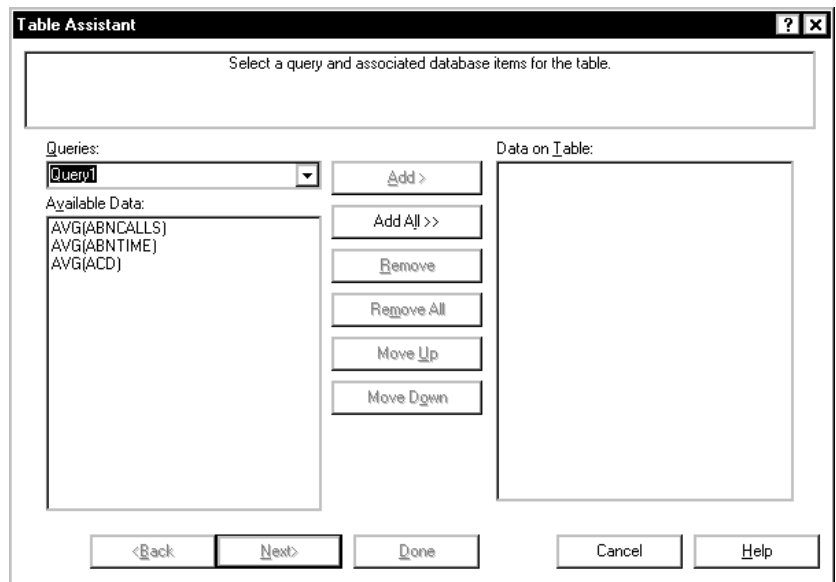 Table Assistant
? X
Select a query and associated database items for the table.
Queries:
Query1
Available Data:
AVG(ABNCALLS)
AVG(ABNTIME)
AVG(ACD)
Add >
Add All >>
Remove
Remove All
Move Up
Move Down
Data on Table:
<Back
Next>
Done
Cancel
Help